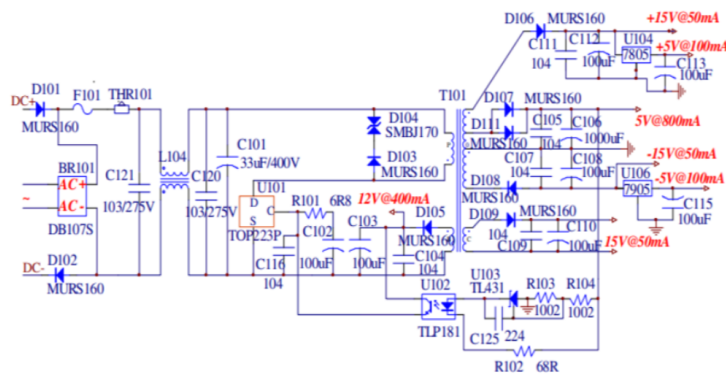 D106 MURS160 +15V@50mA
C111 C112 U104 +5V@100mA
104 100uF 7805 C113
100uF
DC+ D101 F101 THR101
MURS160
D104
SMBJ170
D103
MURS160
T101 D107 MURS160
D111 C105 C106 5V@800mA
MURS160 104 1000uF
C107 C108 -15V@50mA
104 100uF U106 -5V@100mA
D108
MURS160 7905 C115
100uF
L104
C101
33uF/400V
C120
103/275V
BR101
AC+
~ AC-
DB107S
C121
103/275V
U101
D
S C
TOP223P
R101 6R8
C102 C103
100uF 100uF
12V@400mA
D105
MURS160
C104
104
D109 MURS160
104 C110
C109 100uF 15V@50mA
DC- D102
MURS160
C116
104
U102
TLP181
U103
TL431
R103 R104
1002 1002
C125 224
R102 68R